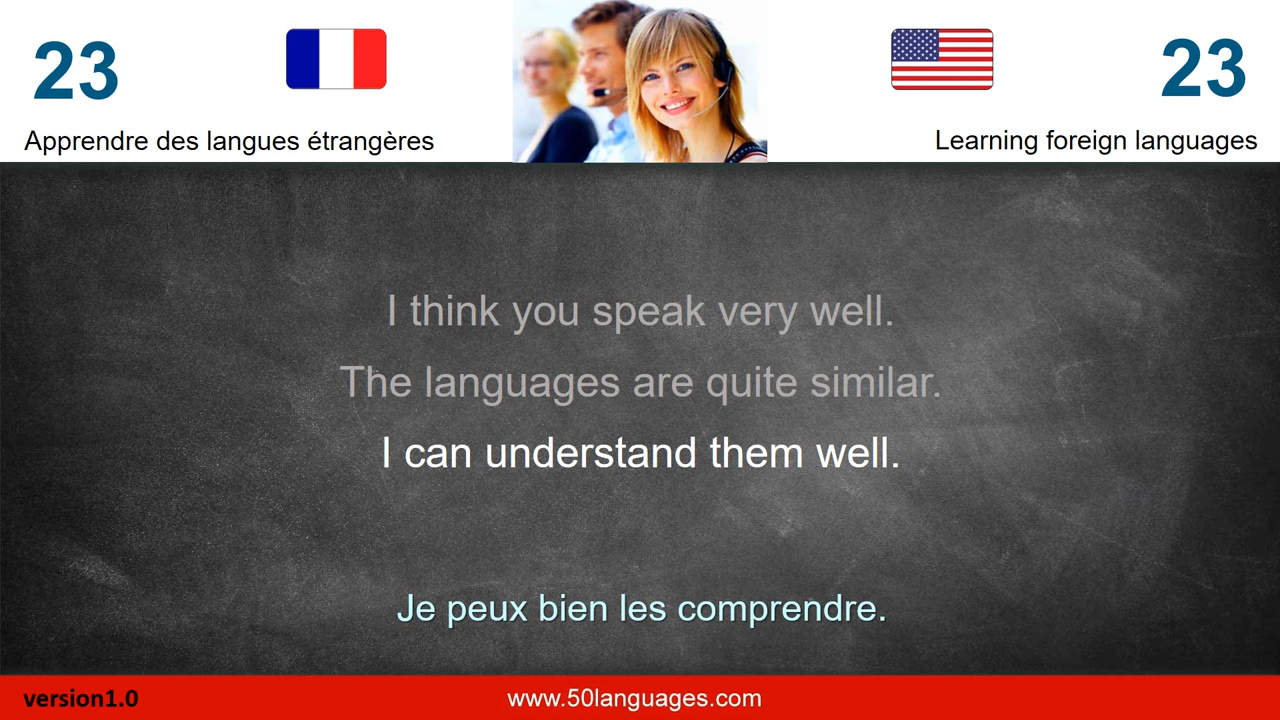 23
23
Apprendre des langues étrangères
Learning foreign languages
I think you speak very well.
The languages are quite similar.
I can understand them well.
Je peux bien les comprendre.
version1.0
www.50languages.com